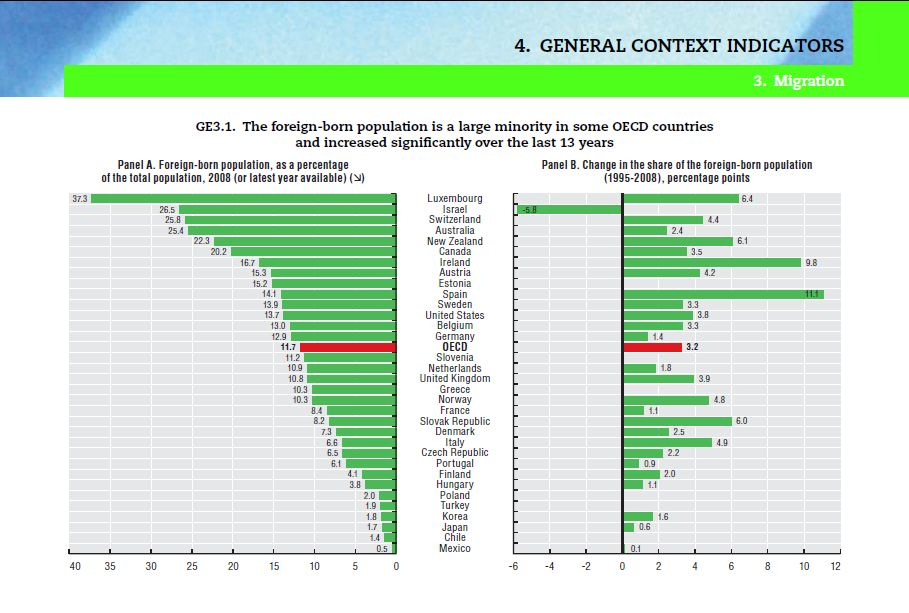 4. GENERAL CONTEXT INDICATORS
3. Migration
GE3.1. The foreign-born population is a large minority in some OECD countries
and increased significantly over the last 13 years
Panel A. Foreign-born population, as a percentage
of the total population, 2008 (or latest year available) (↘)
Panel B. Change in the share of the foreign-born population
(1995-2008), percentage points
37.3 Luxembourg 6.4
26.5 Israel -5.8
25.8 Switzerland 4.4
25.4 Australia 2.4
22.3 New Zealand 6.1
20.2 Canada 3.5
16.7 Ireland 9.8
15.3 Austria 4.2
15.2 Estonia
14.1 Spain 11.1
13.9 Sweden 3.3
13.7 United States 3.8
13.0 Belgium 3.3
12.9 Germany 1.4
11.7 OECD 3.2
11.2 Slovenia
10.9 Netherlands 1.8
10.8 United Kingdom 3.9
10.3 Greece
10.3 Norway 4.8
8.4 France 1.1
8.2 Slovak Republic 6.0
7.3 Denmark 2.5
6.6 Italy 4.9
6.5 Czech Republic 2.2
6.1 Portugal 0.9
4.1 Finland 2.0
3.8 Hungary 1.1
2.0 Poland
1.9 Turkey
1.8 Korea 1.6
1.7 Japan 0.6
1.4 Chile
0.5 Mexico 0.1
40 35 30 25 20 15 10 5 0
-6 -4 -2 0 2 4 6 8 10 12